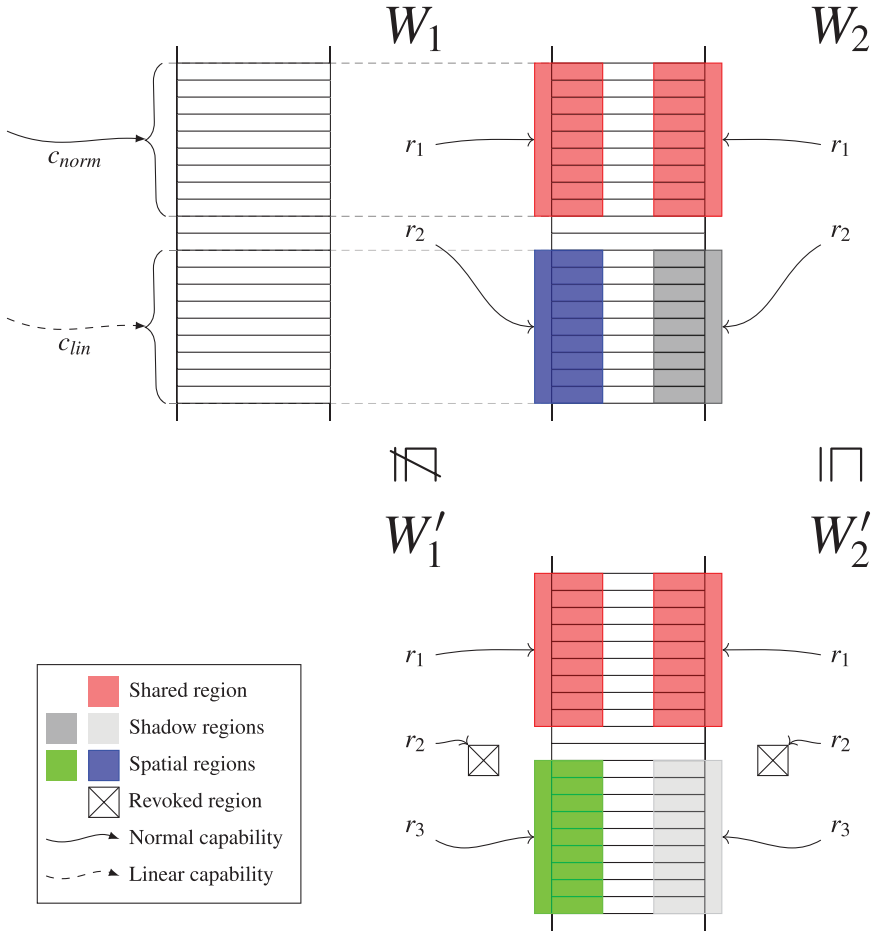 W₁ W₂
c_norm r₁ r₁
r₂ r₂
c_lin
⋣ ⊒
W₁′ W₂′
r₁ r₁
r₂ r₂
r₃ r₃
Shared region
Shadow regions
Spatial regions
Revoked region
Normal capability
Linear capability